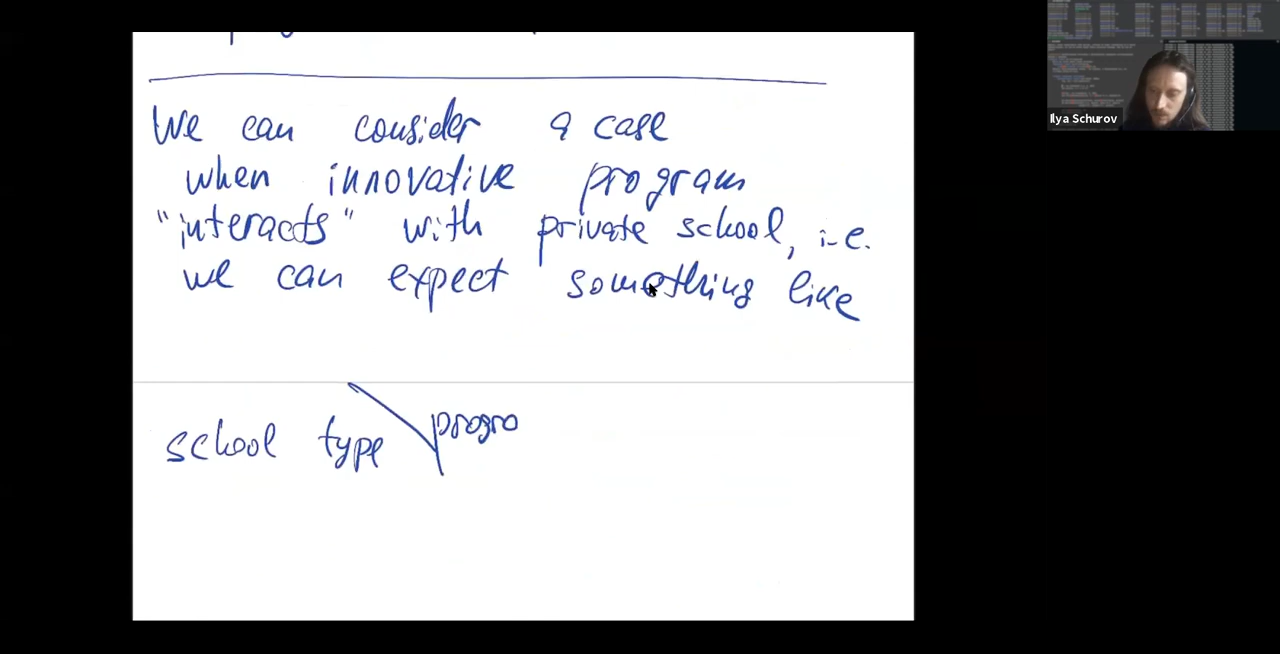 We can consider a case
when innovative program
"interacts" with private school, i.e.
we can expect something like
school type progra
Ilya Schurov